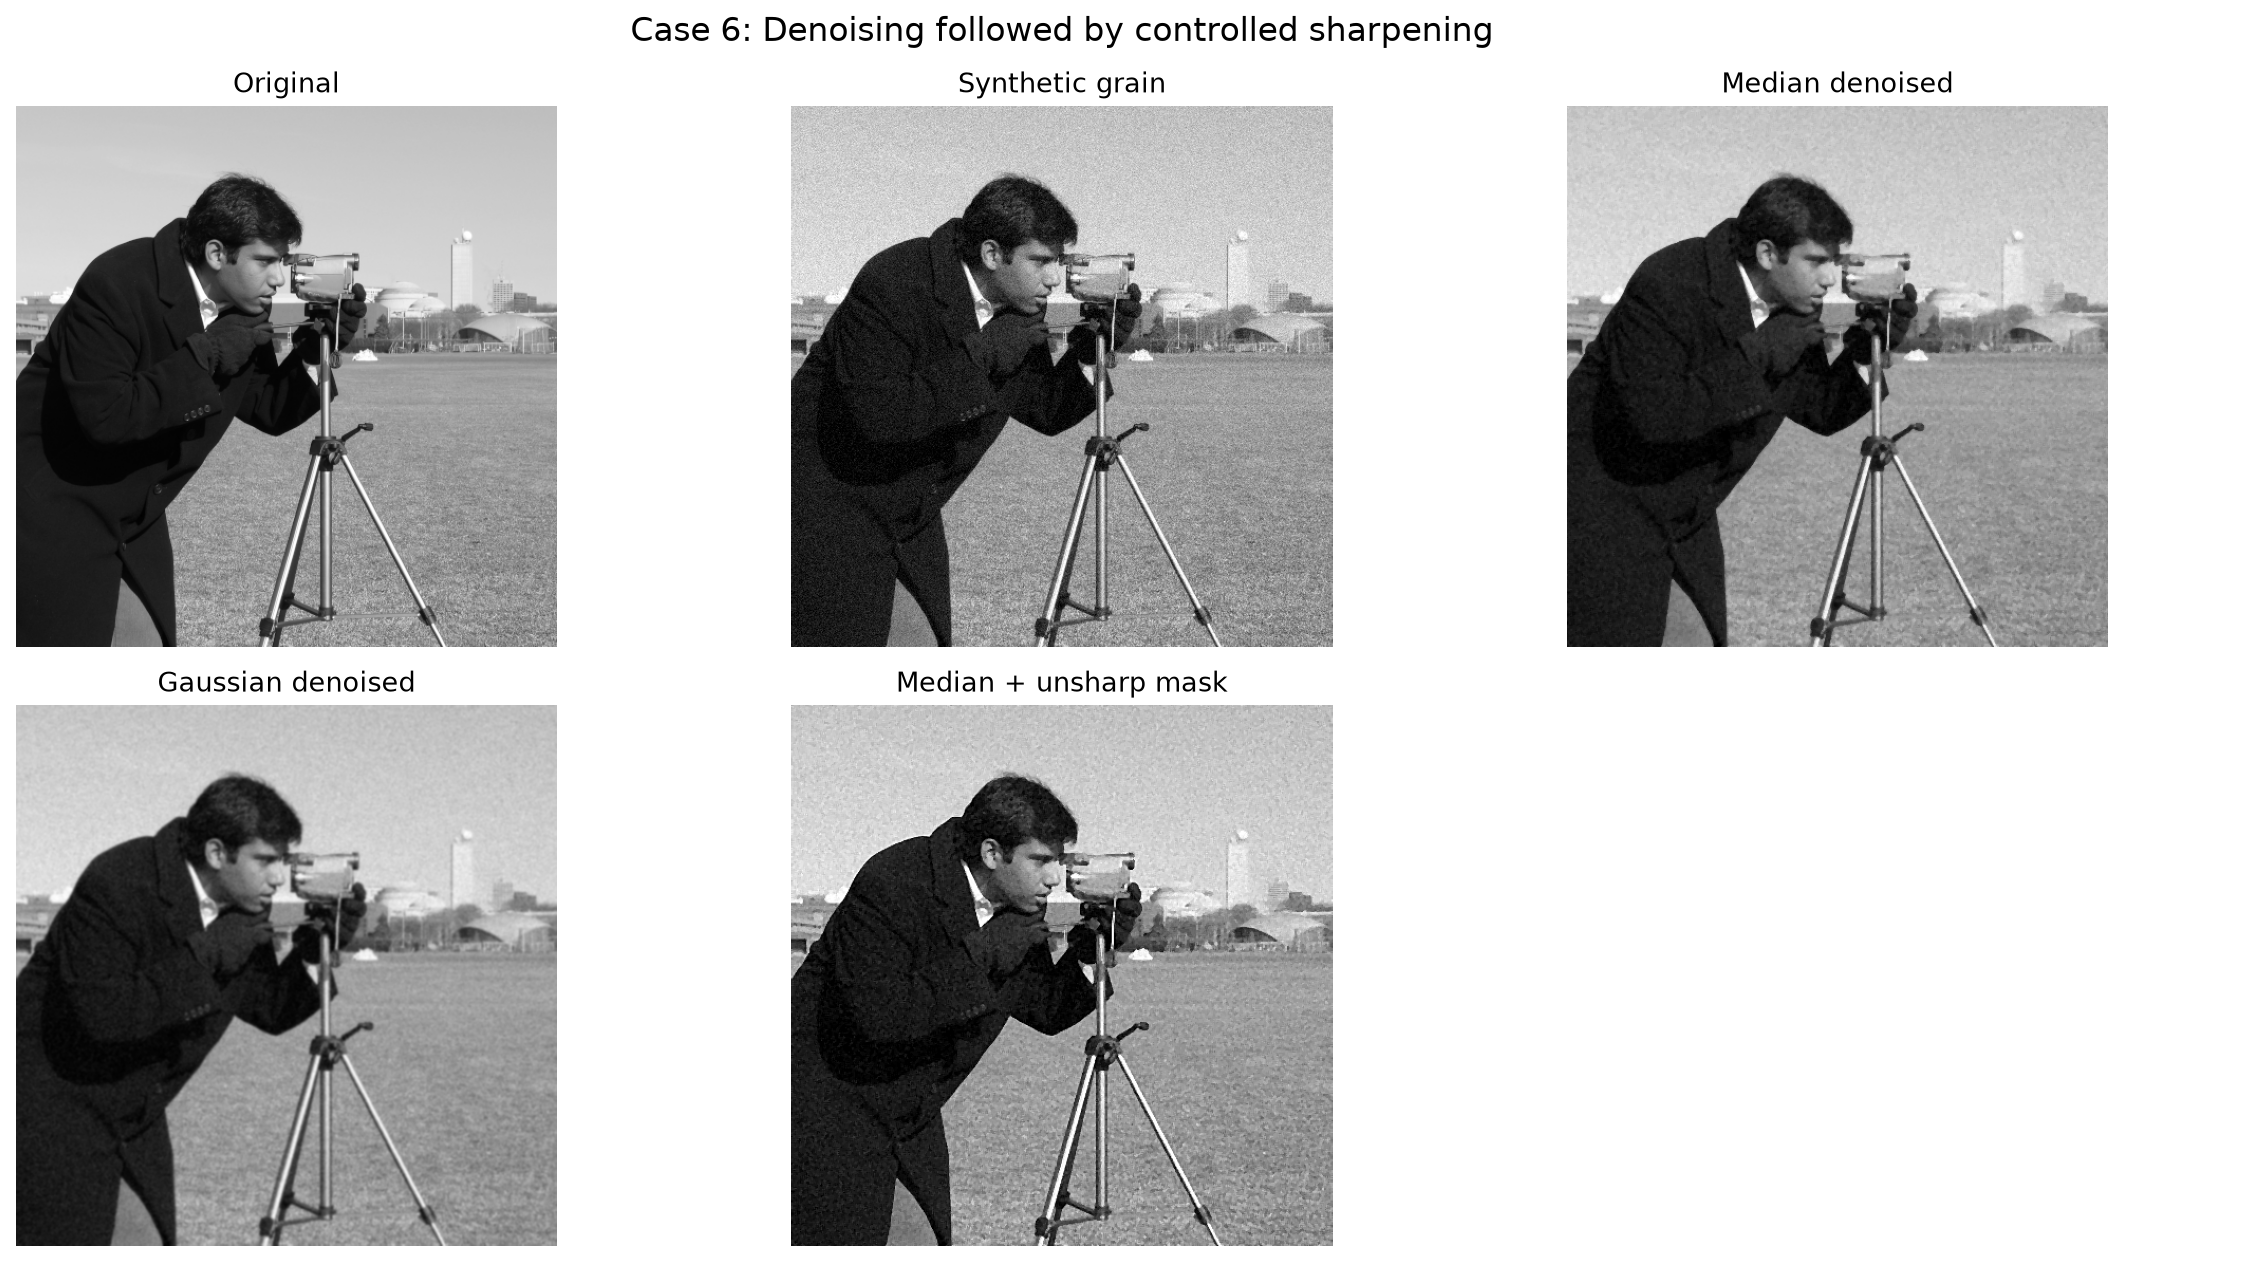 Case 6: Denoising followed by controlled sharpening
Original
Synthetic grain
Median denoised
Gaussian denoised
Median + unsharp mask